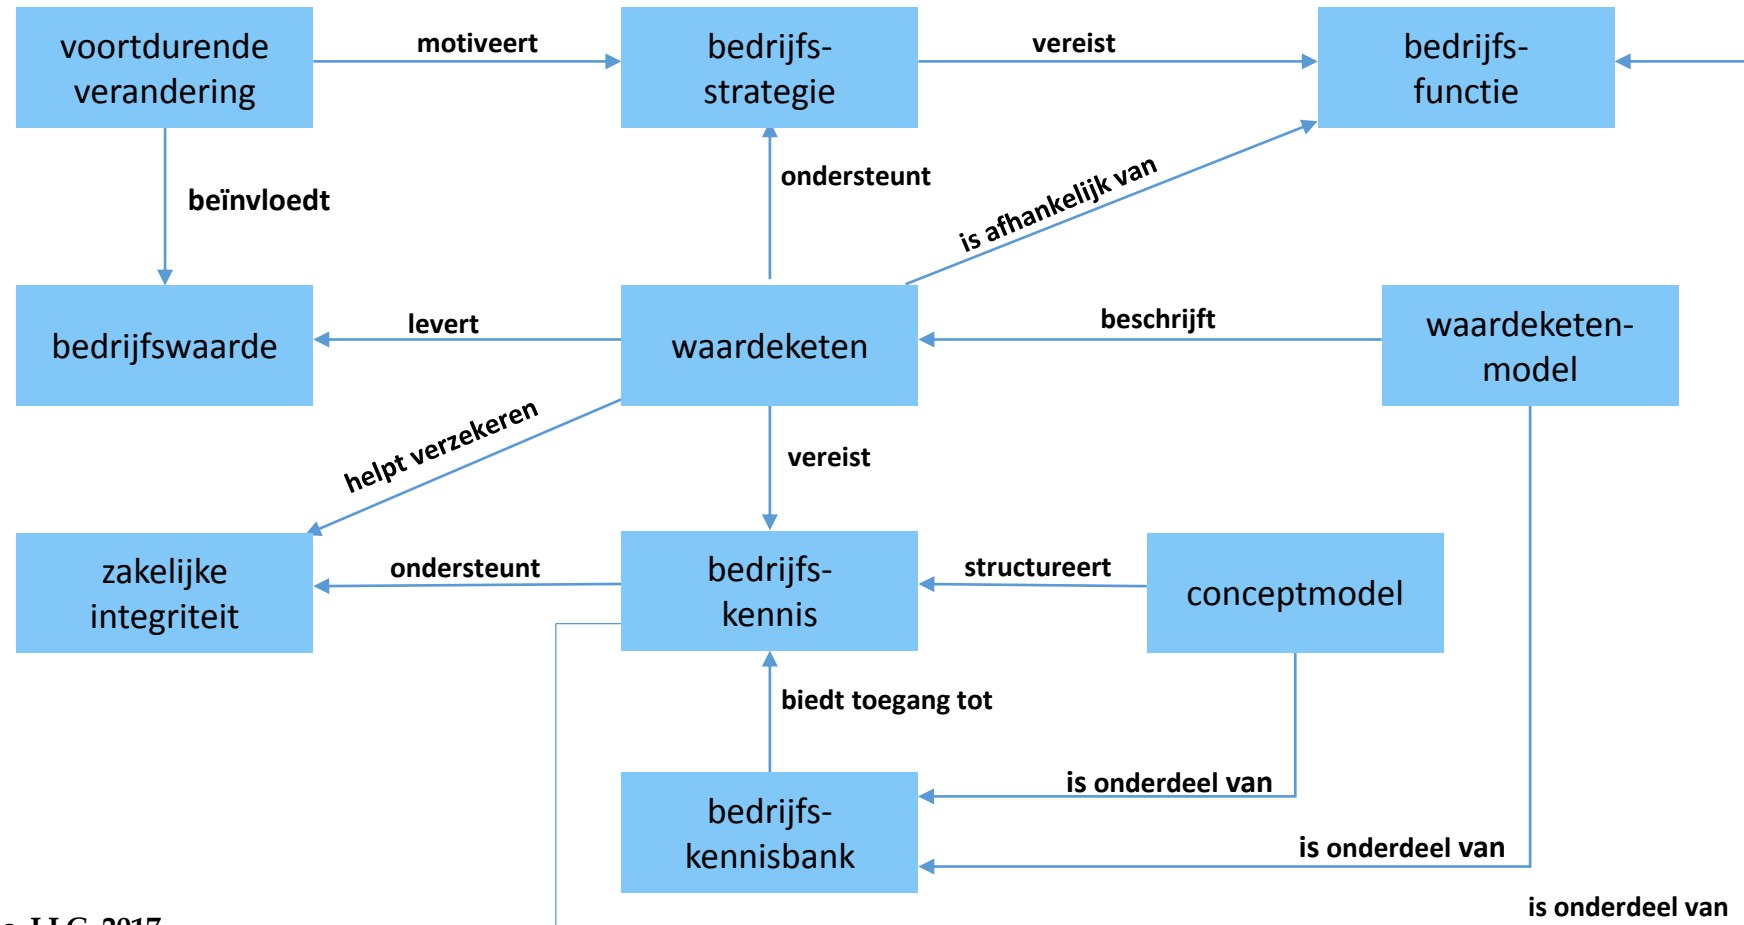 voortdurende
verandering
motiveert
bedrijfs-
strategie
vereist
bedrijfs-
functie
beïnvloedt
ondersteunt
is afhankelijk van
bedrijfswaarde
levert
waardeketen
beschrijft
waardeketen-
model
helpt verzekeren
vereist
zakelijke
integriteit
ondersteunt
bedrijfs-
kennis
structureert
conceptmodel
biedt toegang tot
bedrijfs-
kennisbank
is onderdeel van
is onderdeel van
is onderdeel van
LLC, 2017